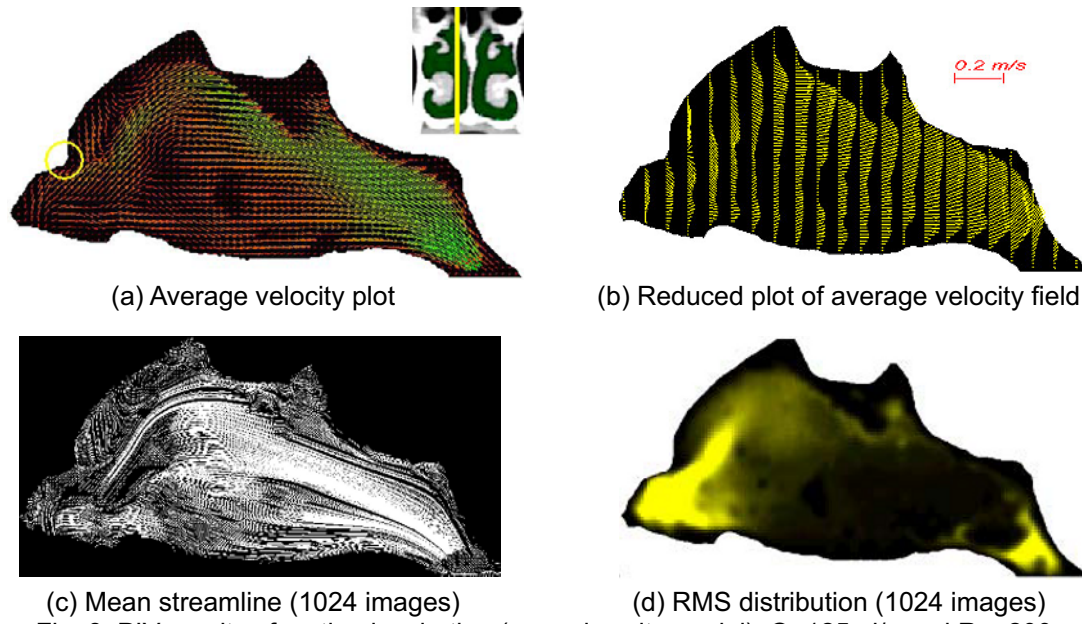 0.2 m/s
(a) Average velocity plot
(b) Reduced plot of average velocity field
(c) Mean streamline (1024 images)
(d) RMS distribution (1024 images)